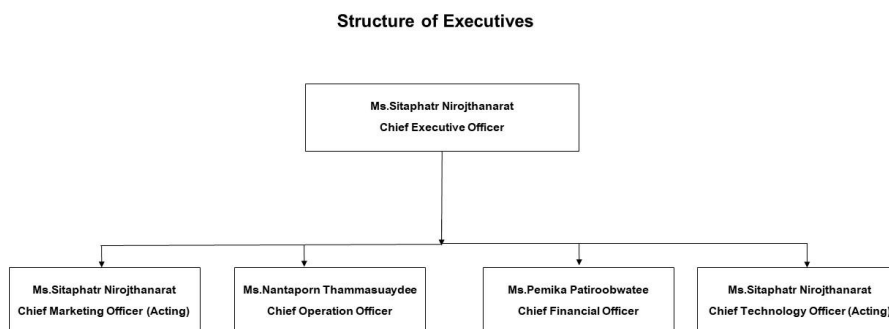 Structure of Executives
Ms.Sitaphatr Nirojthanarat
Chief Executive Officer
Ms.Sitaphatr Nirojthanarat
Chief Marketing Officer (Acting)
Ms.Nantaporn Thammasuaydee
Chief Operation Officer
Ms.Pemika Patiroobwatee
Chief Financial Officer
Ms.Sitaphatr Nirojthanarat
Chief Technology Officer (Acting)